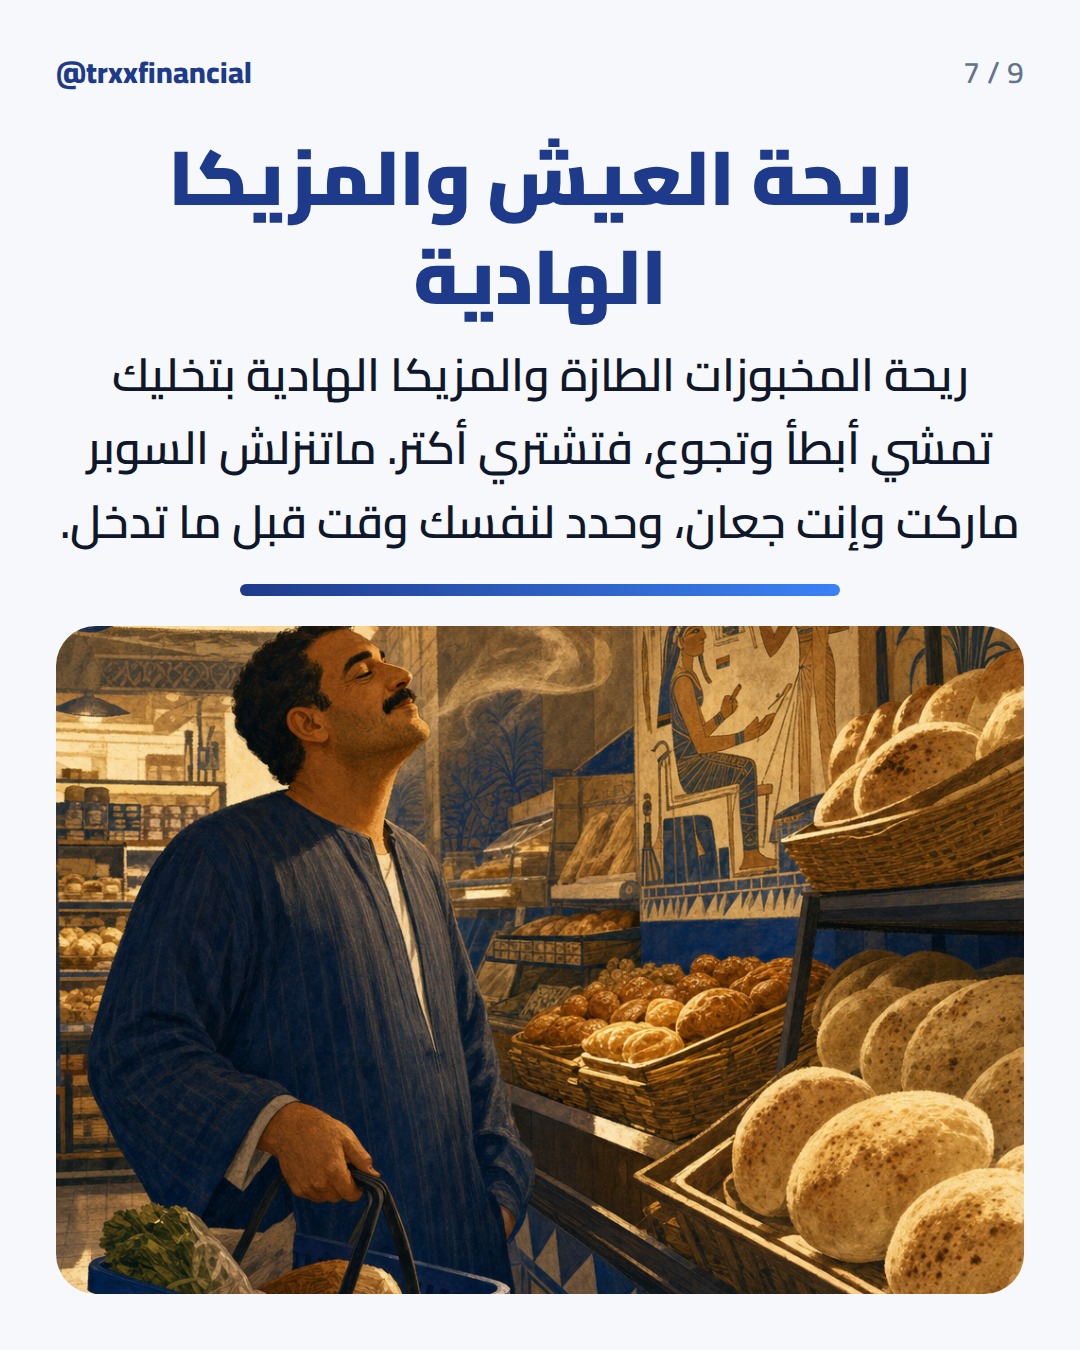 @trxxfinancial
7 / 9
ريحة العيش والمزيكا
الهادية
ريحة المخبوزات الطازة والمزيكا الهادية بتخليك
تمشي أبطأ وتجوع، فتشتري أكتر. ماتنزلش السوبر
ماركت وإنت جعان، وحدد لنفسك وقت قبل ما تدخل.